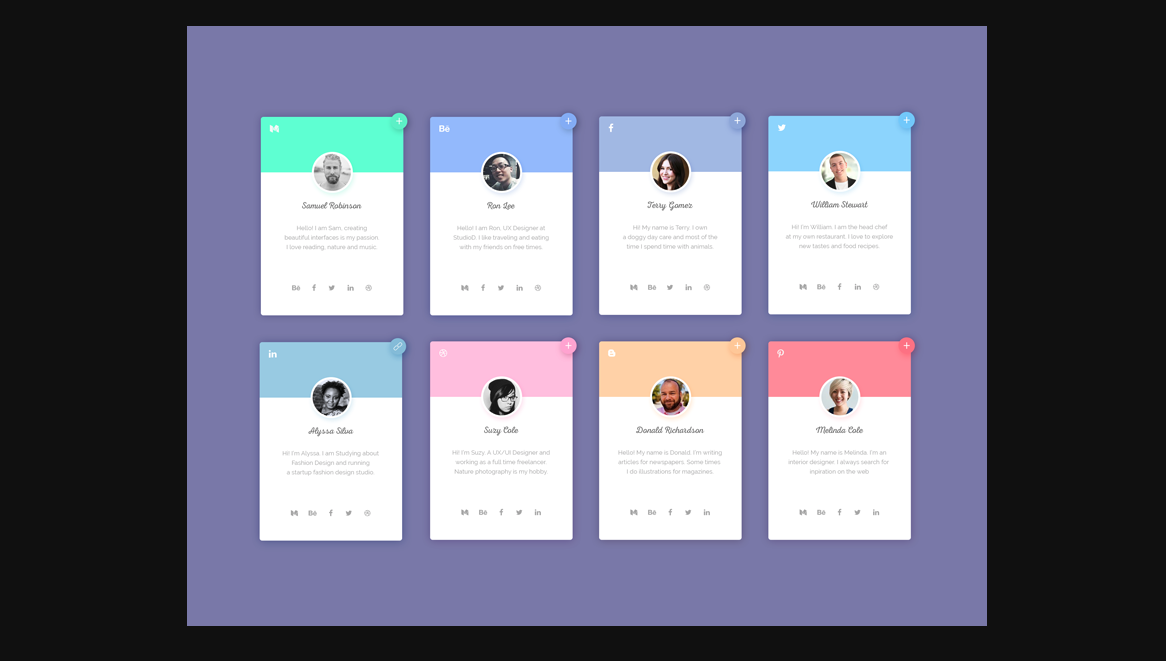 Bē
Samuel Robinson
Hello! I am Sam, creating
beautiful interfaces is my passion.
I love reading, nature and music.
Bē
Ron Lee
Hello! I am Ron, UX Designer at
StudioD. I like traveling and eating
with my friends on free times.
Terry Gomez
Hi! My name is Terry. I own
a doggy day care and most of the
time I spend time with animals.
Bē
William Stewart
Hi! I'm William. I am the head chef
at my own restaurant. I love to explore
new tastes and food recipes.
Bē
in
Alyssa Silva
Hi! I'm Alyssa. I am Studying about
Fashion Design and running
a startup fashion design studio.
Bē
Suzy Cole
Hi! I'm Suzy. A UX/UI Designer and
working as a full time freelancer.
Nature photography is my hobby.
Bē
Donald Richardson
Hello! My name is Donald. I'm writing
articles for newspapers. Some times
I do illustrations for magazines.
Bē
Melinda Cole
Hello! My name is Melinda. I'm an
interior designer. I always search for
inpiration on the web.
Bē